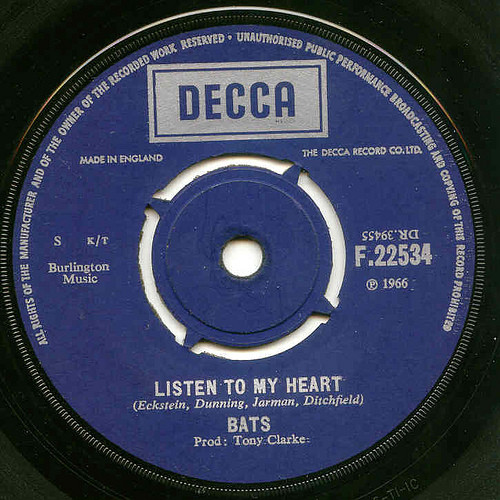 ALL RIGHTS OF THE MANUFACTURER AND OF THE OWNER OF THE RECORDED WORK RESERVED • UNAUTHORISED PUBLIC PERFORMANCE BROADCASTING AND COPYING OF THIS RECORD PROHIBITED
DECCA
MADE IN ENGLAND
THE DECCA RECORD CO. LTD.
S K/T
Burlington
Music
DR.39455
F.22534
℗ 1966
LISTEN TO MY HEART
(Eckstein, Dunning, Jarman, Ditchfield)
BATS
Prod: Tony Clarke